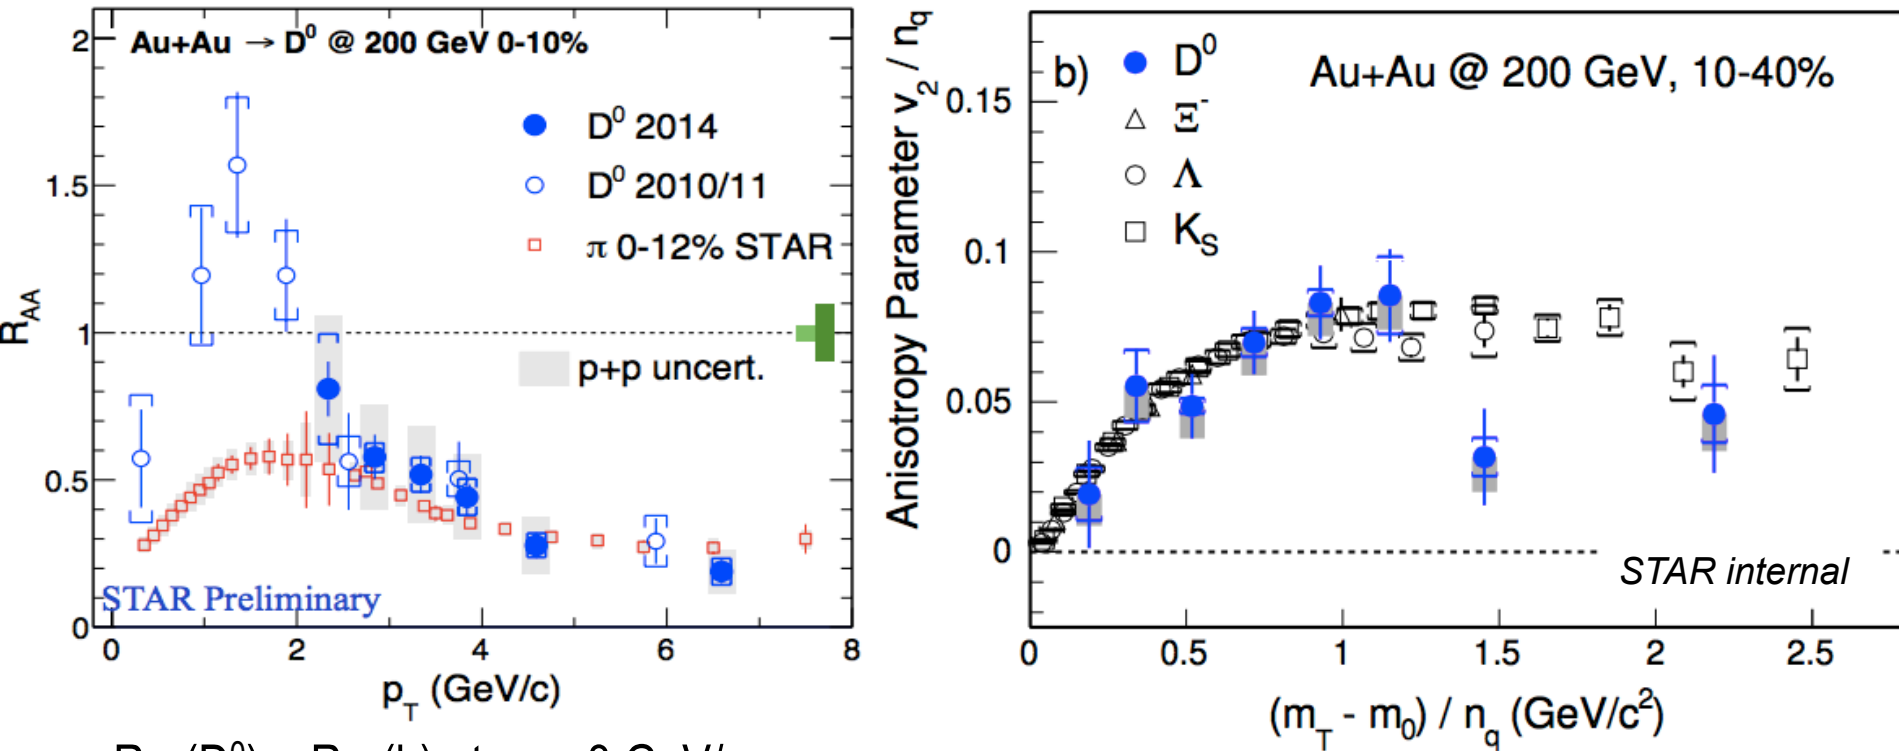 Au+Au → D⁰ @ 200 GeV 0-10%
D⁰ 2014
D⁰ 2010/11
π 0-12% STAR
p+p uncert.
STAR Preliminary
R_AA
2
1.5
1
0.5
0
0 2 4 6 8
p_T (GeV/c)
b)
Au+Au @ 200 GeV, 10-40%
D⁰
Ξ⁻
Λ
K_S
STAR internal
Anisotropy Parameter v₂ / n_q
0.15
0.1
0.05
0
0 0.5 1 1.5 2 2.5
(m_T - m₀) / n_q (GeV/c²)